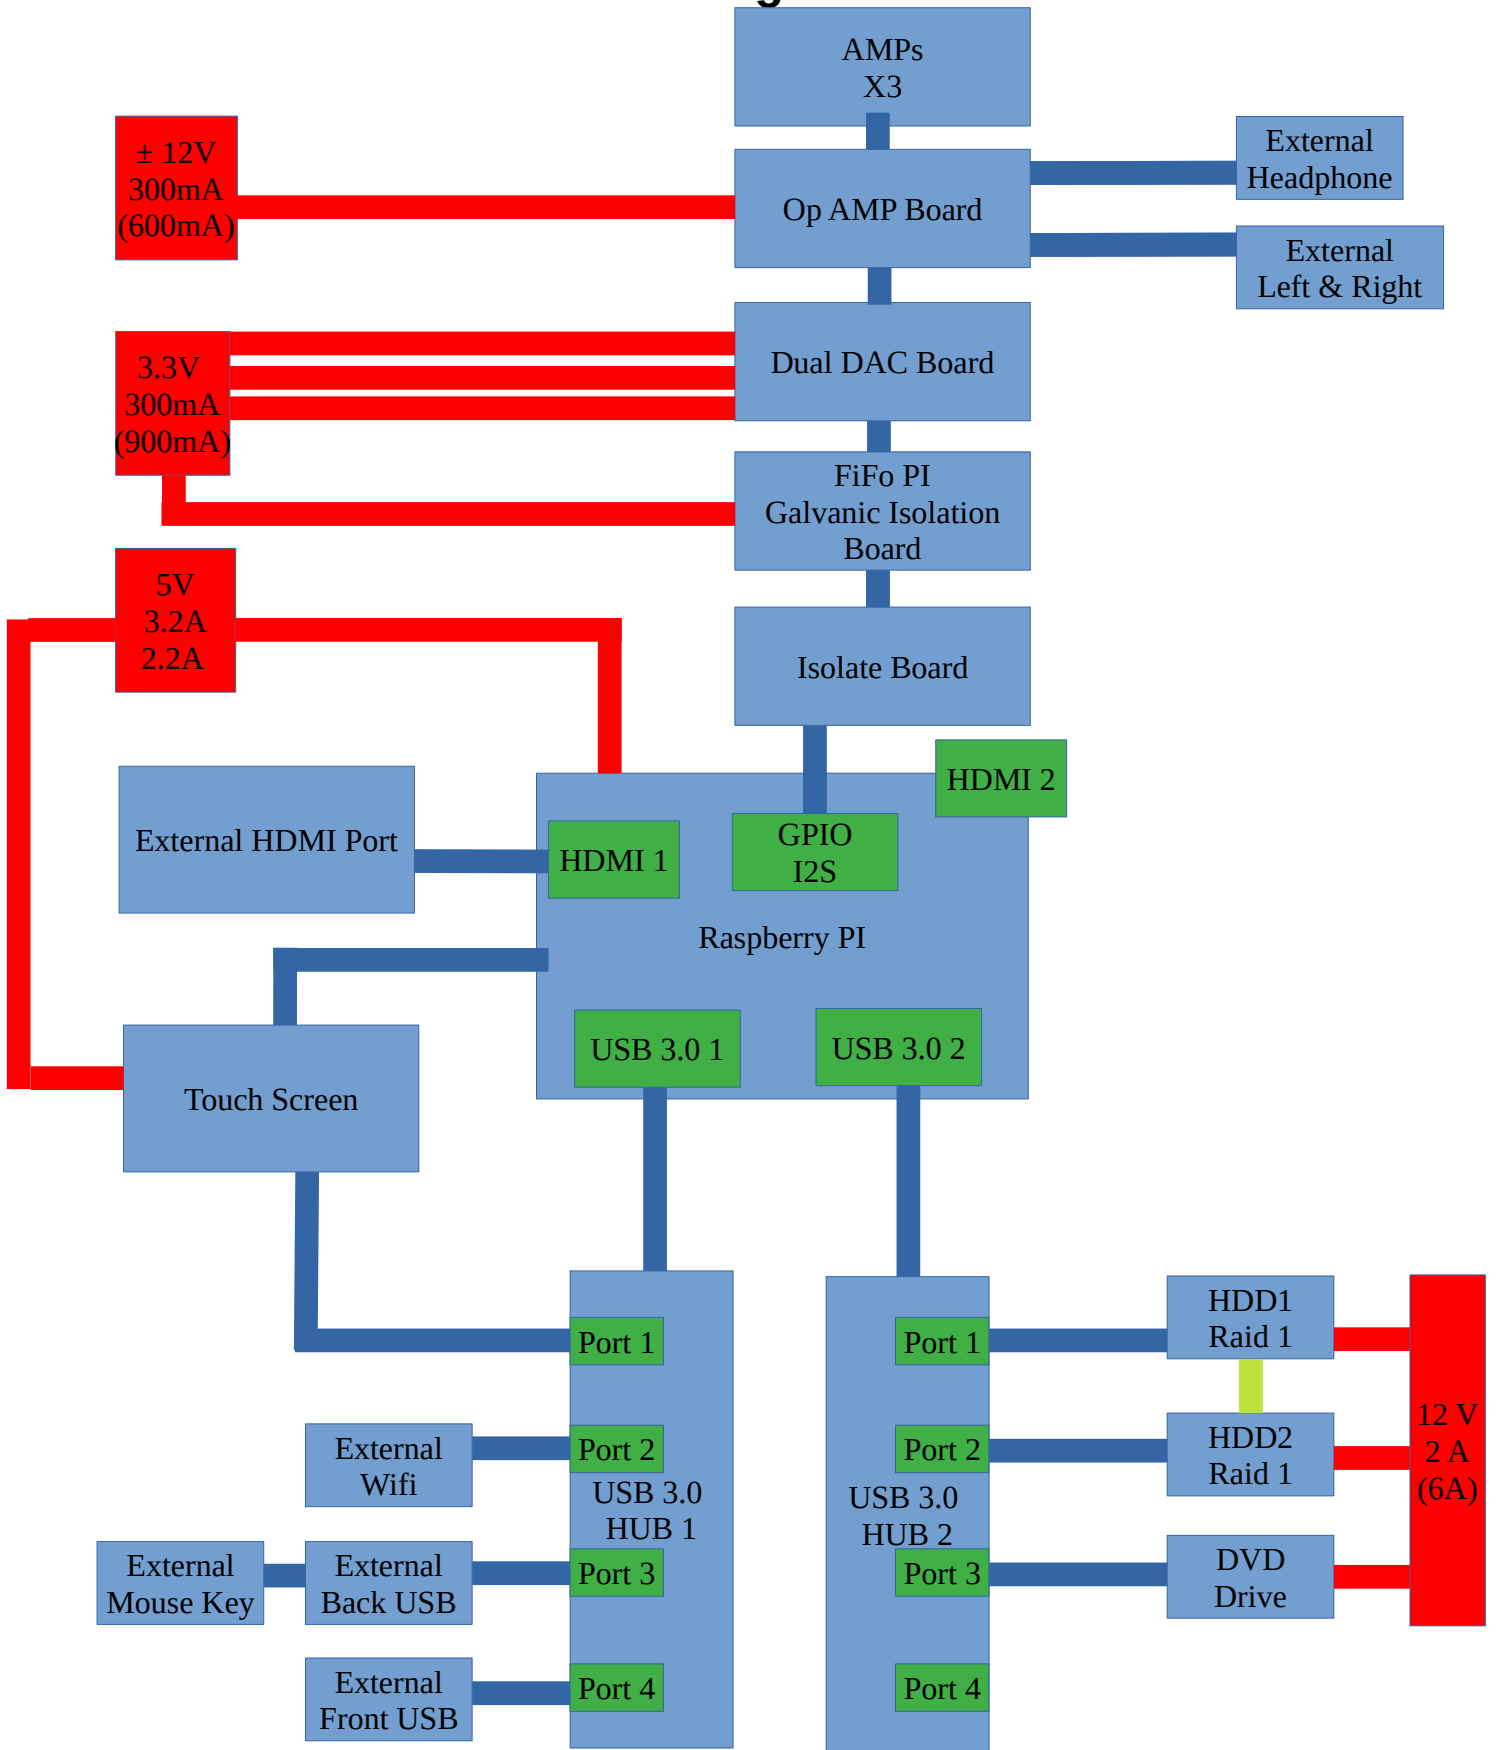 AMPs
X3
± 12V
300mA
(600mA)
Op AMP Board
External
Headphone
External
Left & Right
3.3V
300mA
(900mA)
Dual DAC Board
FiFo PI
Galvanic Isolation
Board
5V
3.2A
2.2A
Isolate Board
HDMI 2
External HDMI Port
HDMI 1
GPIO
I2S
Raspberry PI
USB 3.0 1
USB 3.0 2
Touch Screen
Port 1
Port 1
HDD1
Raid 1
External
Wifi
Port 2
USB 3.0
HUB 1
Port 2
USB 3.0
HUB 2
HDD2
Raid 1
12 V
2 A
(6A)
External
Mouse Key
External
Back USB
Port 3
Port 3
DVD
Drive
External
Front USB
Port 4
Port 4